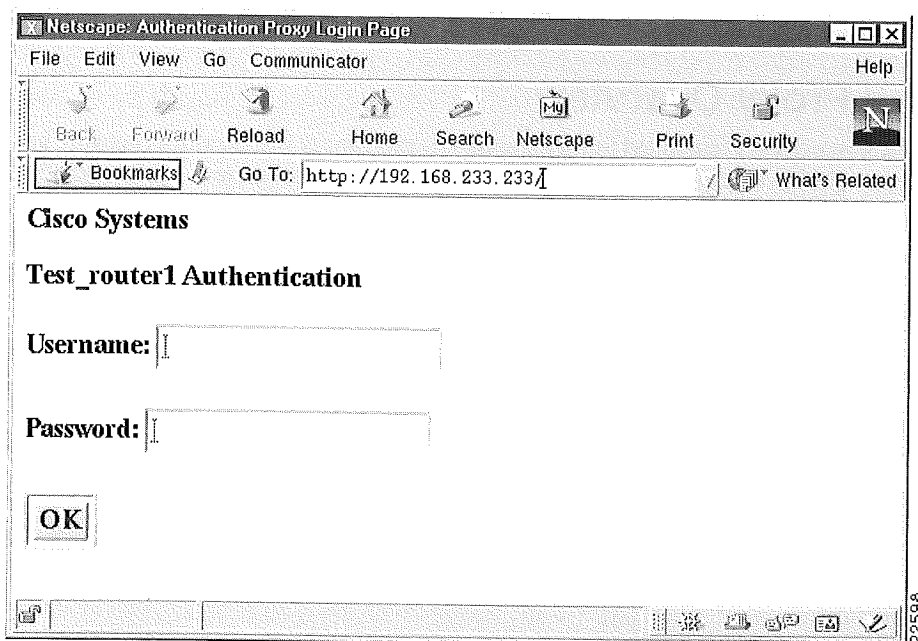 Netscape: Authentication Proxy Login Page
File Edit View Go Communicator Help
Back Forward Reload Home Search Netscape Print Security
My
N
Bookmarks Go To: http://192.168.233.233/ What's Related
Cisco Systems
Test_router1 Authentication
Username:
Password:
OK